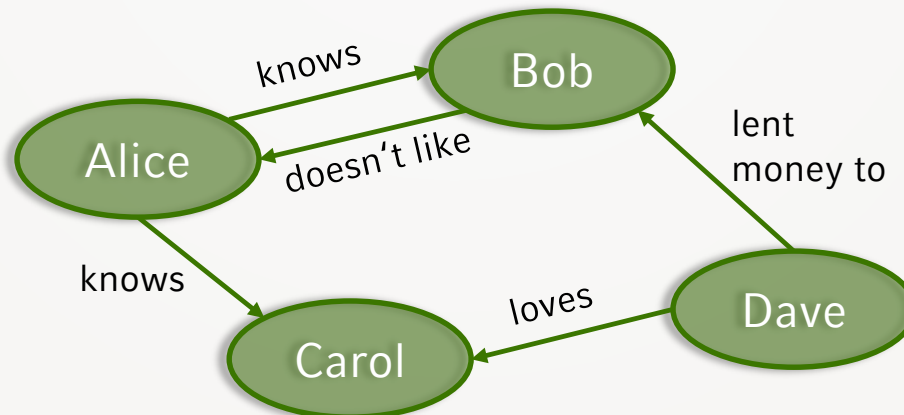 knows
Bob
lent
money to
Alice
doesn‘t like
knows
loves
Dave
Carol